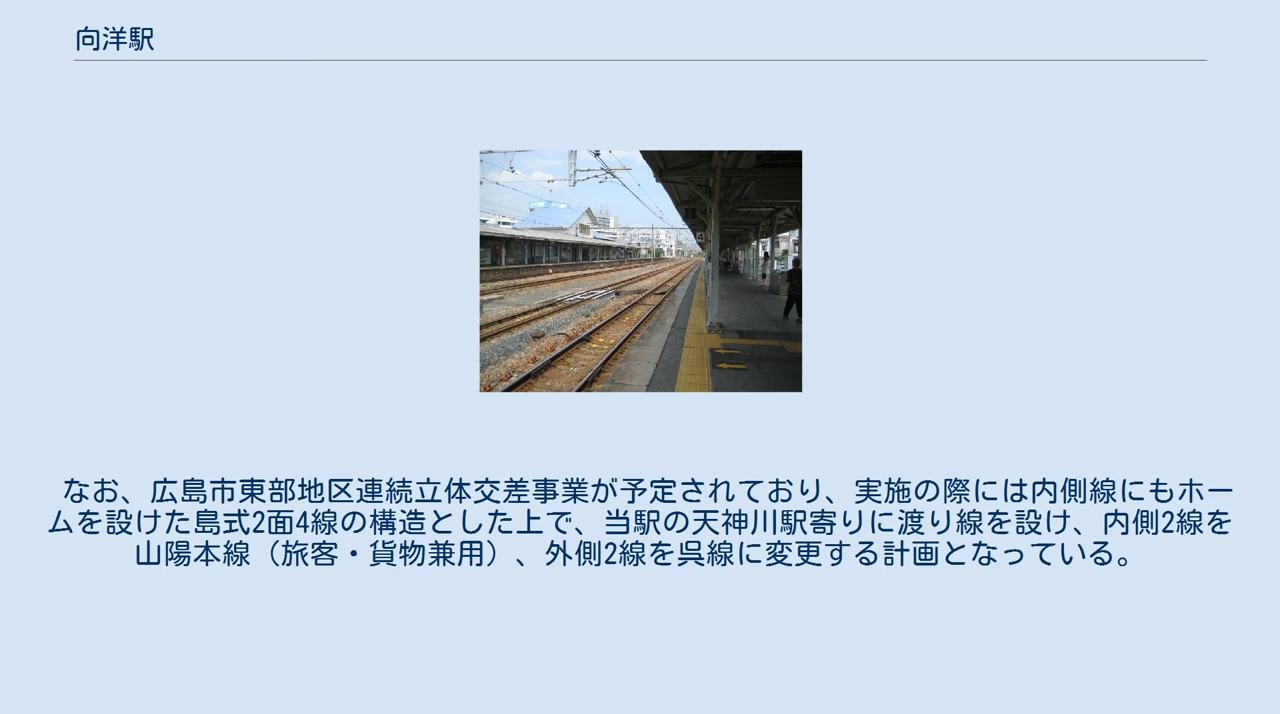 向洋駅
4
なお、広島市東部地区連続立体交差事業が予定されており、実施の際には内側線にもホー
ムを設けた島式2面4線の構造とした上で、当駅の天神川駅寄りに渡り線を設け、内側2線を
山陽本線（旅客・貨物兼用）、外側2線を呉線に変更する計画となっている。